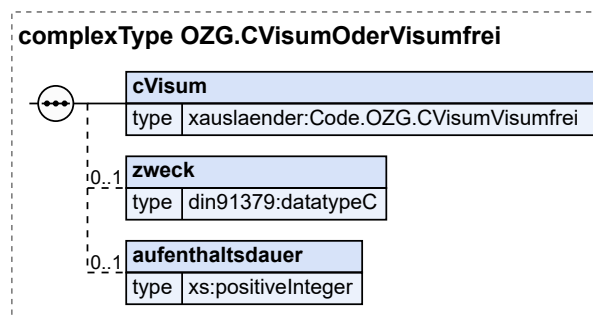 complexType OZG.CVisumOderVisumfrei
cVisum
type xauslaender:Code.OZG.CVisumVisumfrei
0..1 zweck
type din91379:datatypeC
0..1 aufenthaltsdauer
type xs:positiveInteger